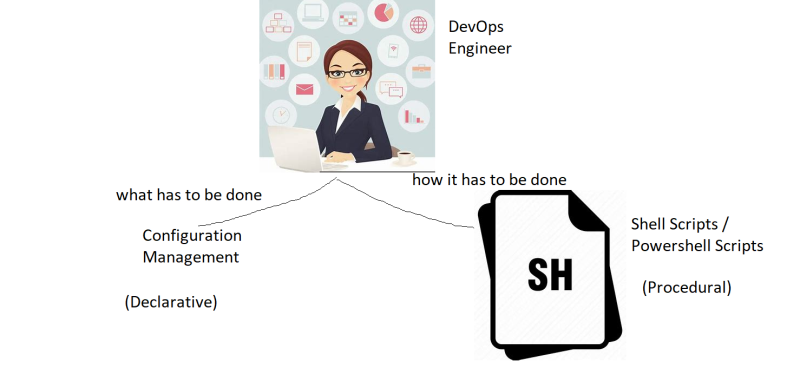 DevOps
Engineer
how it has to be done
what has to be done
Configuration
Management
(Declarative)
SH
Shell Scripts /
Powershell Scripts
(Procedural)